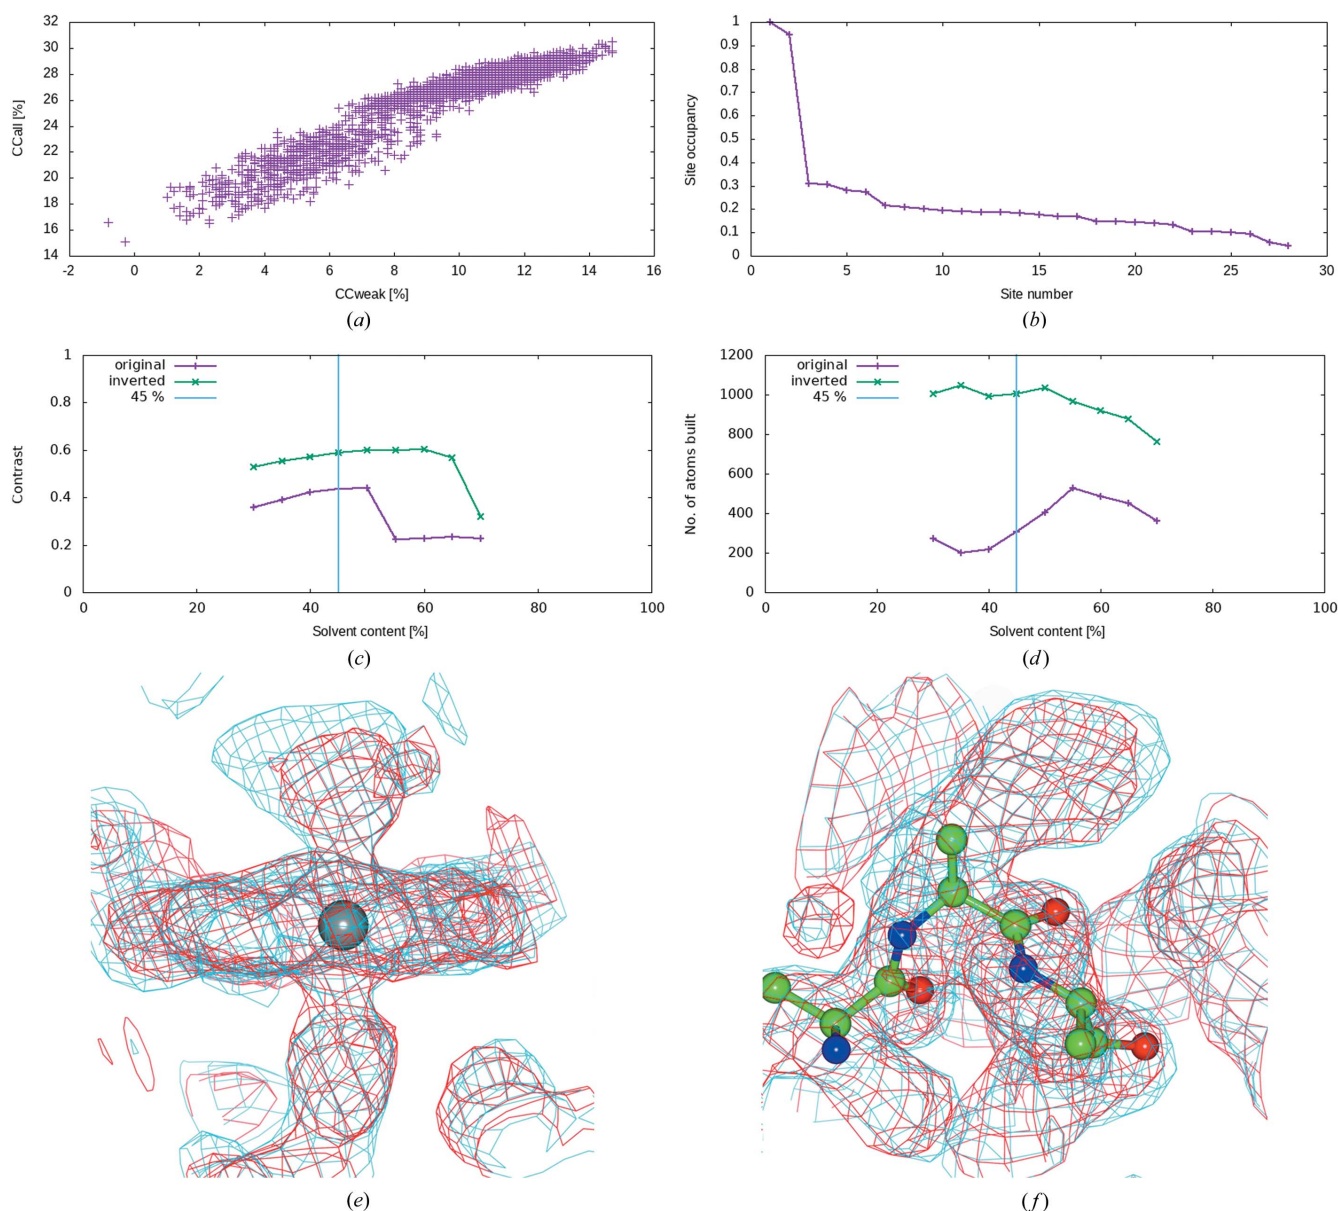 32
30
28
26
24
22
20
18
16
14
CCall [%]
-2 0 2 4 6 8 10 12 14 16
CCweak [%]
(a)
1
0.9
0.8
0.7
0.6
0.5
0.4
0.3
0.2
0.1
0
Site occupancy
0 5 10 15 20 25 30
Site number
(b)
1
0.8
0.6
0.4
0.2
0
Contrast
original
inverted
45 %
0 20 40 60 80 100
Solvent content [%]
(c)
1200
1000
800
600
400
200
0
No. of atoms built
original
inverted
45 %
0 20 40 60 80 100
Solvent content [%]
(d)
(e)
(f)